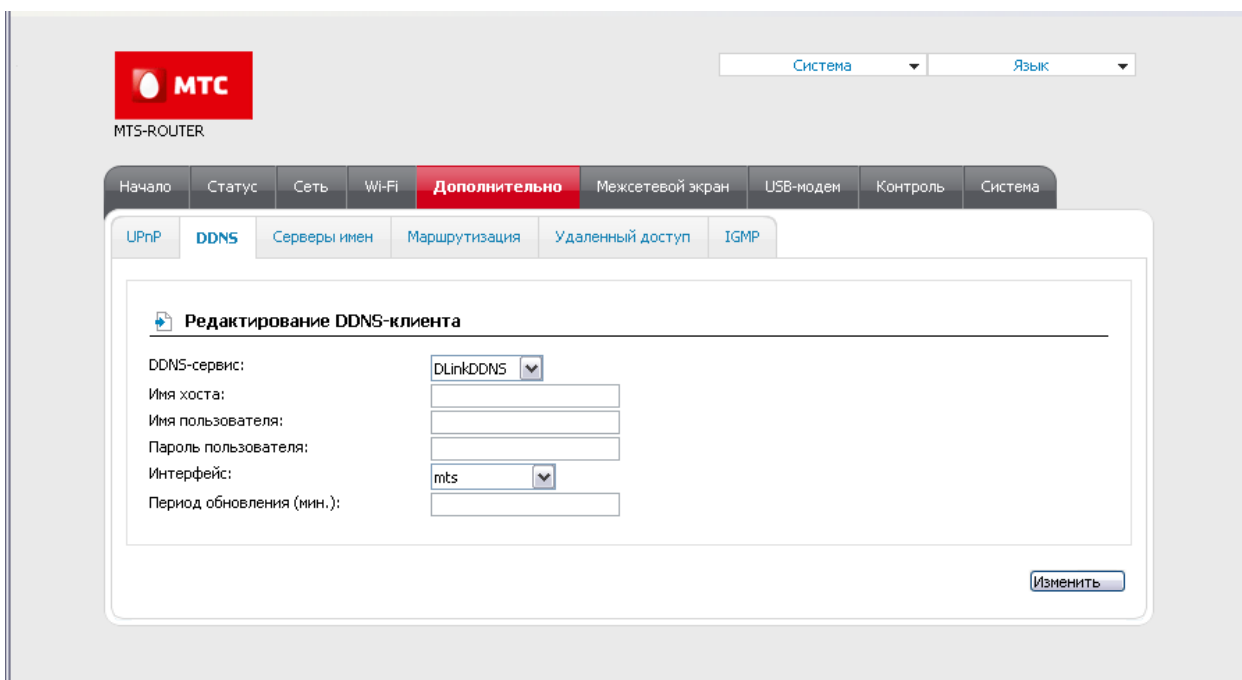 МТС
Система
Язык
MTS-ROUTER
Начало Статус Сеть Wi-Fi Дополнительно Межсетевой экран USB-модем Контроль Система
UPnP DDNS Серверы имен Маршрутизация Удаленный доступ IGMP
Редактирование DDNS-клиента
DDNS-сервис: DLinkDDNS
Имя хоста:
Имя пользователя:
Пароль пользователя:
Интерфейс: mts
Период обновления (мин.):
Изменить